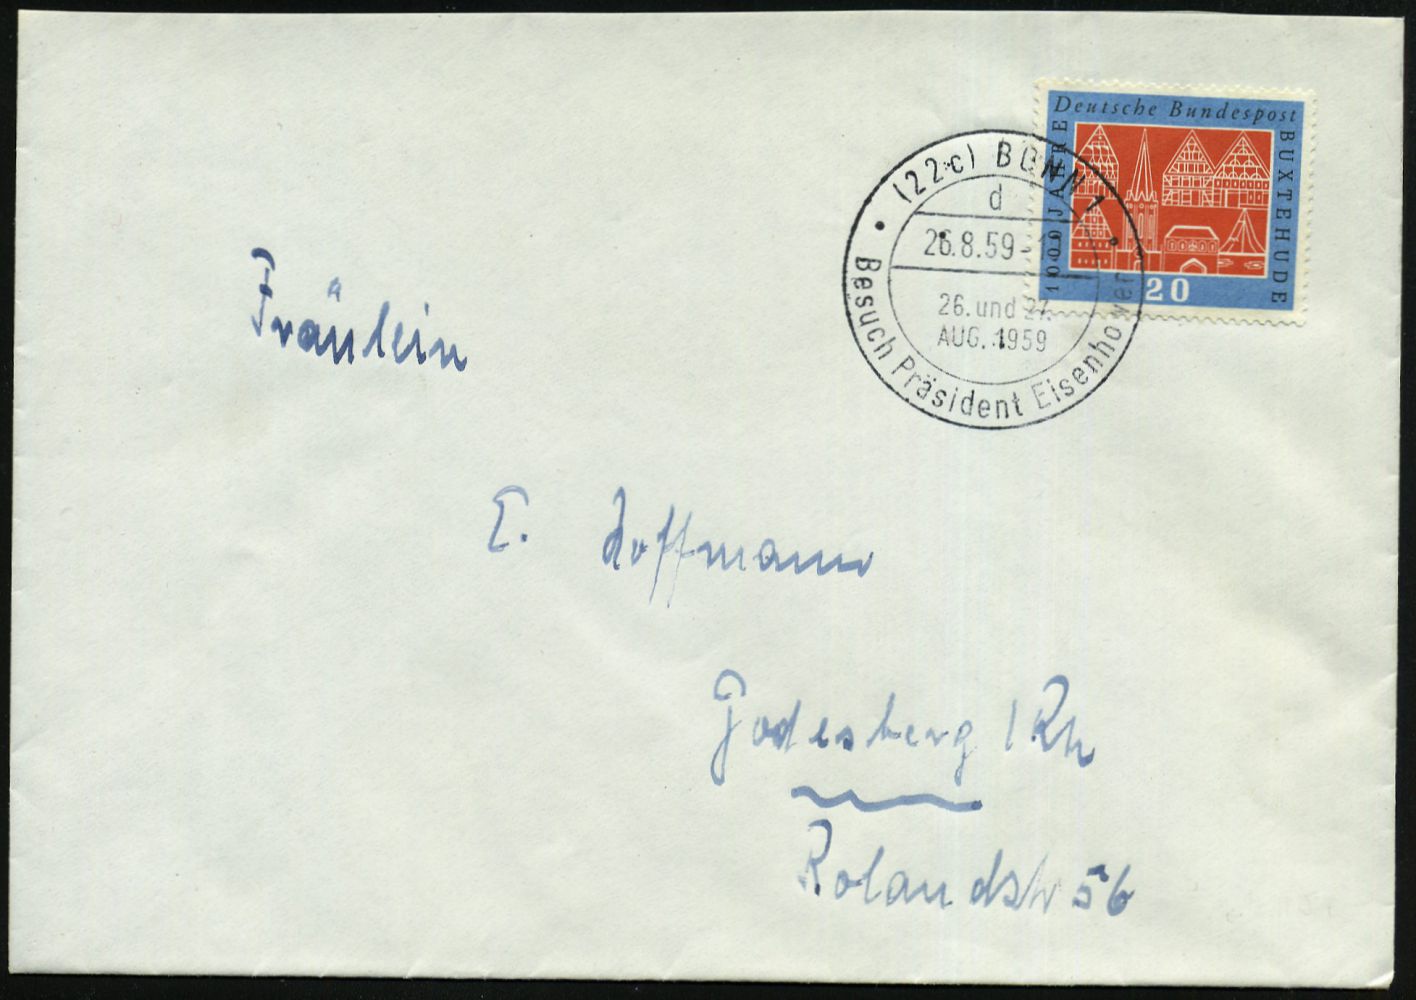 Deutsche Bundespost
1000 JAHRE
BUXTEHUDE
20
(22c) BONN 1
d
26.8.59-
26. und 27.
AUG. 1959
Besuch Präsident Eisenhower
Fräulein
E. Hoffmann
Godesberg / Rh
Rolandstr 56